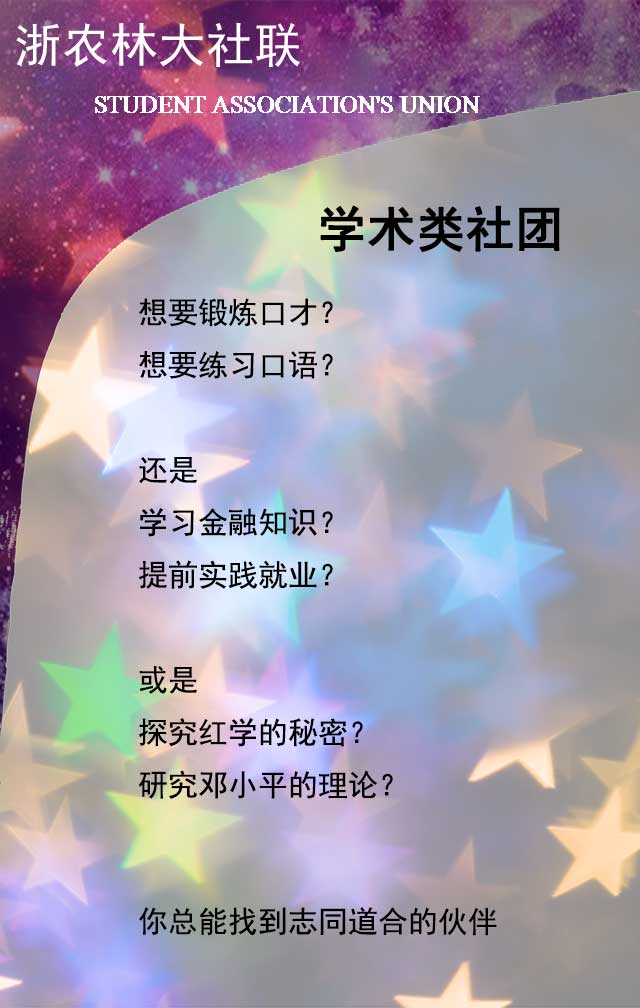 浙农林大社联
STUDENT ASSOCIATION'S UNION
学术类社团
想要锻炼口才？
想要练习口语？
还是
学习金融知识？
提前实践就业？
或是
探究红学的秘密？
研究邓小平的理论？
你总能找到志同道合的伙伴